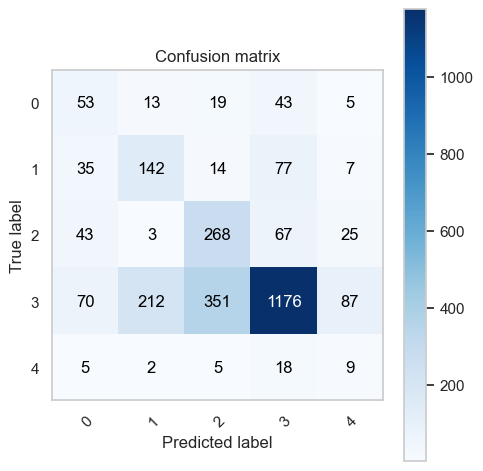 Confusion matrix
True label
0 53 13 19 43 5
1 35 142 14 77 7
2 43 3 268 67 25
3 70 212 351 1176 87
4 5 2 5 18 9
0 1 2 3 4
Predicted label
1000
800
600
400
200